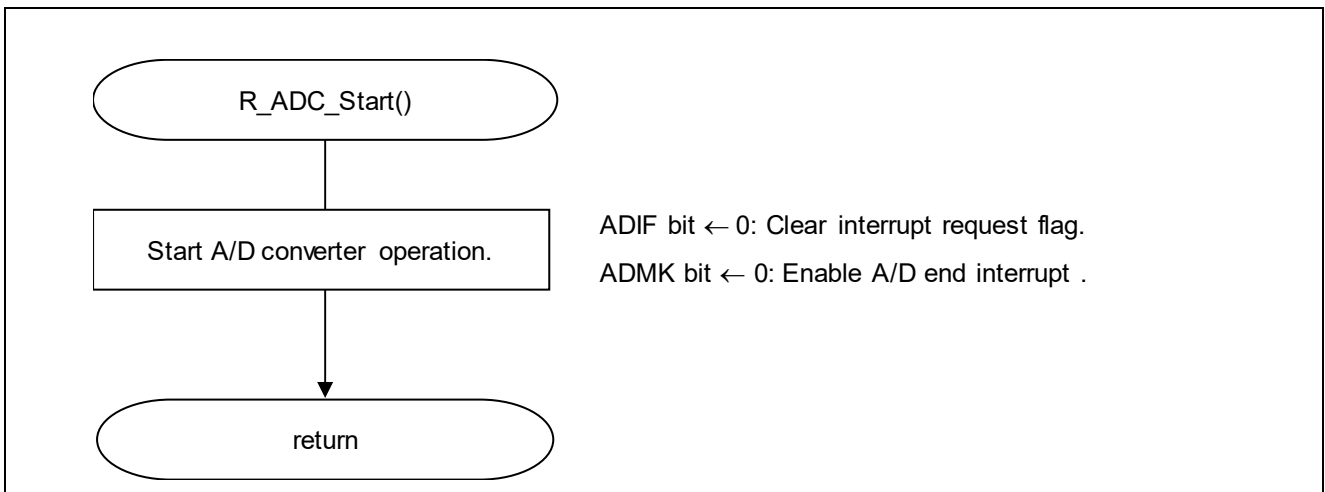 R_ADC_Start()
Start A/D converter operation.
ADIF bit ← 0: Clear interrupt request flag.
ADMK bit ← 0: Enable A/D end interrupt .
return